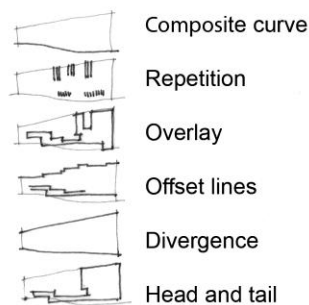 Composite curve
Repetition
Overlay
Offset lines
Divergence
Head and tail